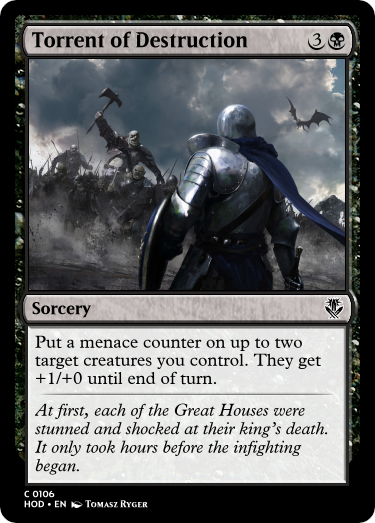 Torrent of Destruction 3
Sorcery
Put a menace counter on up to two
target creatures you control. They get
+1/+0 until end of turn.
At first, each of the Great Houses were
stunned and shocked at their king's death.
It only took hours before the infighting
began.
C 0106
HOD • EN Tomasz Ryger